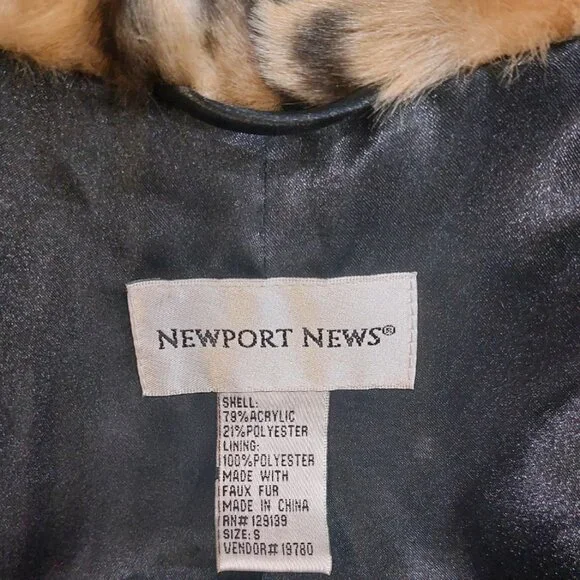 NEWPORT NEWS®
SHELL:
79%ACRYLIC
21%POLYESTER
LINING:
100%POLYESTER
MADE WITH
FAUX FUR
MADE IN CHINA
RN# 129139
SIZE: S
VENDOR# 19780